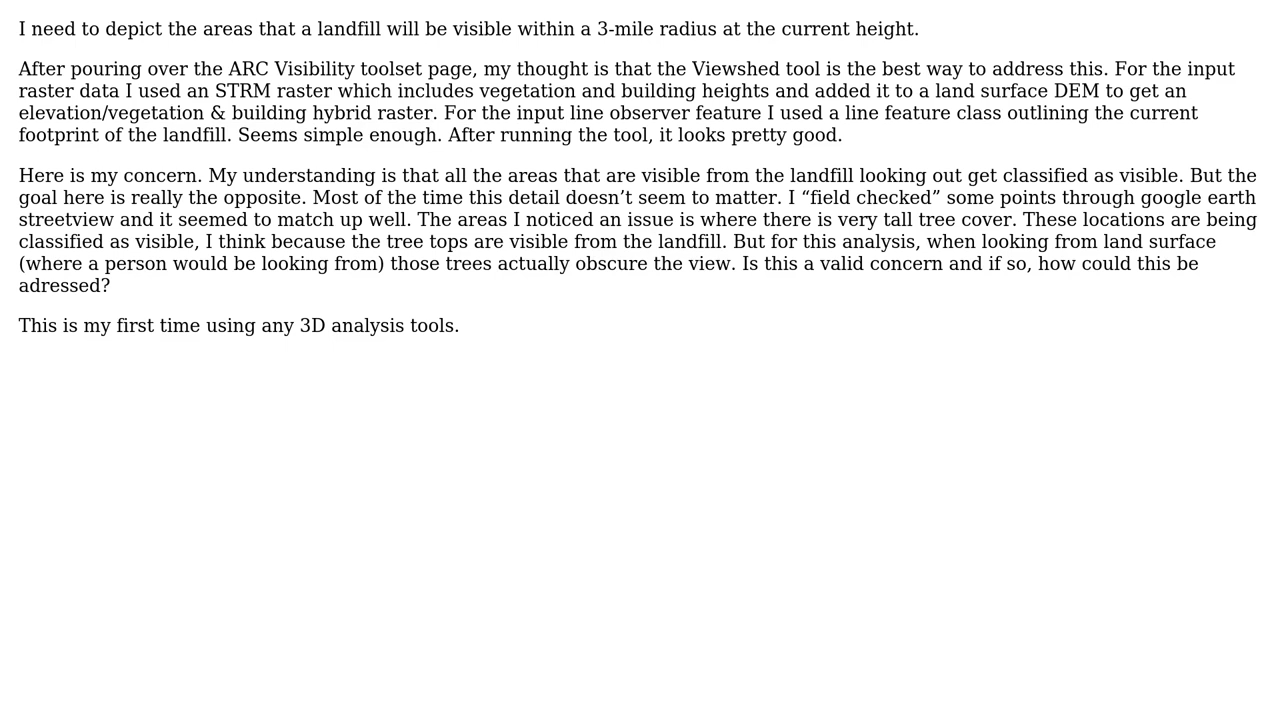 I need to depict the areas that a landfill will be visible within a 3-mile radius at the current height.
After pouring over the ARC Visibility toolset page, my thought is that the Viewshed tool is the best way to address this. For the input
raster data I used an STRM raster which includes vegetation and building heights and added it to a land surface DEM to get an
elevation/vegetation & building hybrid raster. For the input line observer feature I used a line feature class outlining the current
footprint of the landfill. Seems simple enough. After running the tool, it looks pretty good.
Here is my concern. My understanding is that all the areas that are visible from the landfill looking out get classified as visible. But the
goal here is really the opposite. Most of the time this detail doesn’t seem to matter. I “field checked” some points through google earth
streetview and it seemed to match up well. The areas I noticed an issue is where there is very tall tree cover. These locations are being
classified as visible, I think because the tree tops are visible from the landfill. But for this analysis, when looking from land surface
(where a person would be looking from) those trees actually obscure the view. Is this a valid concern and if so, how could this be
adressed?
This is my first time using any 3D analysis tools.